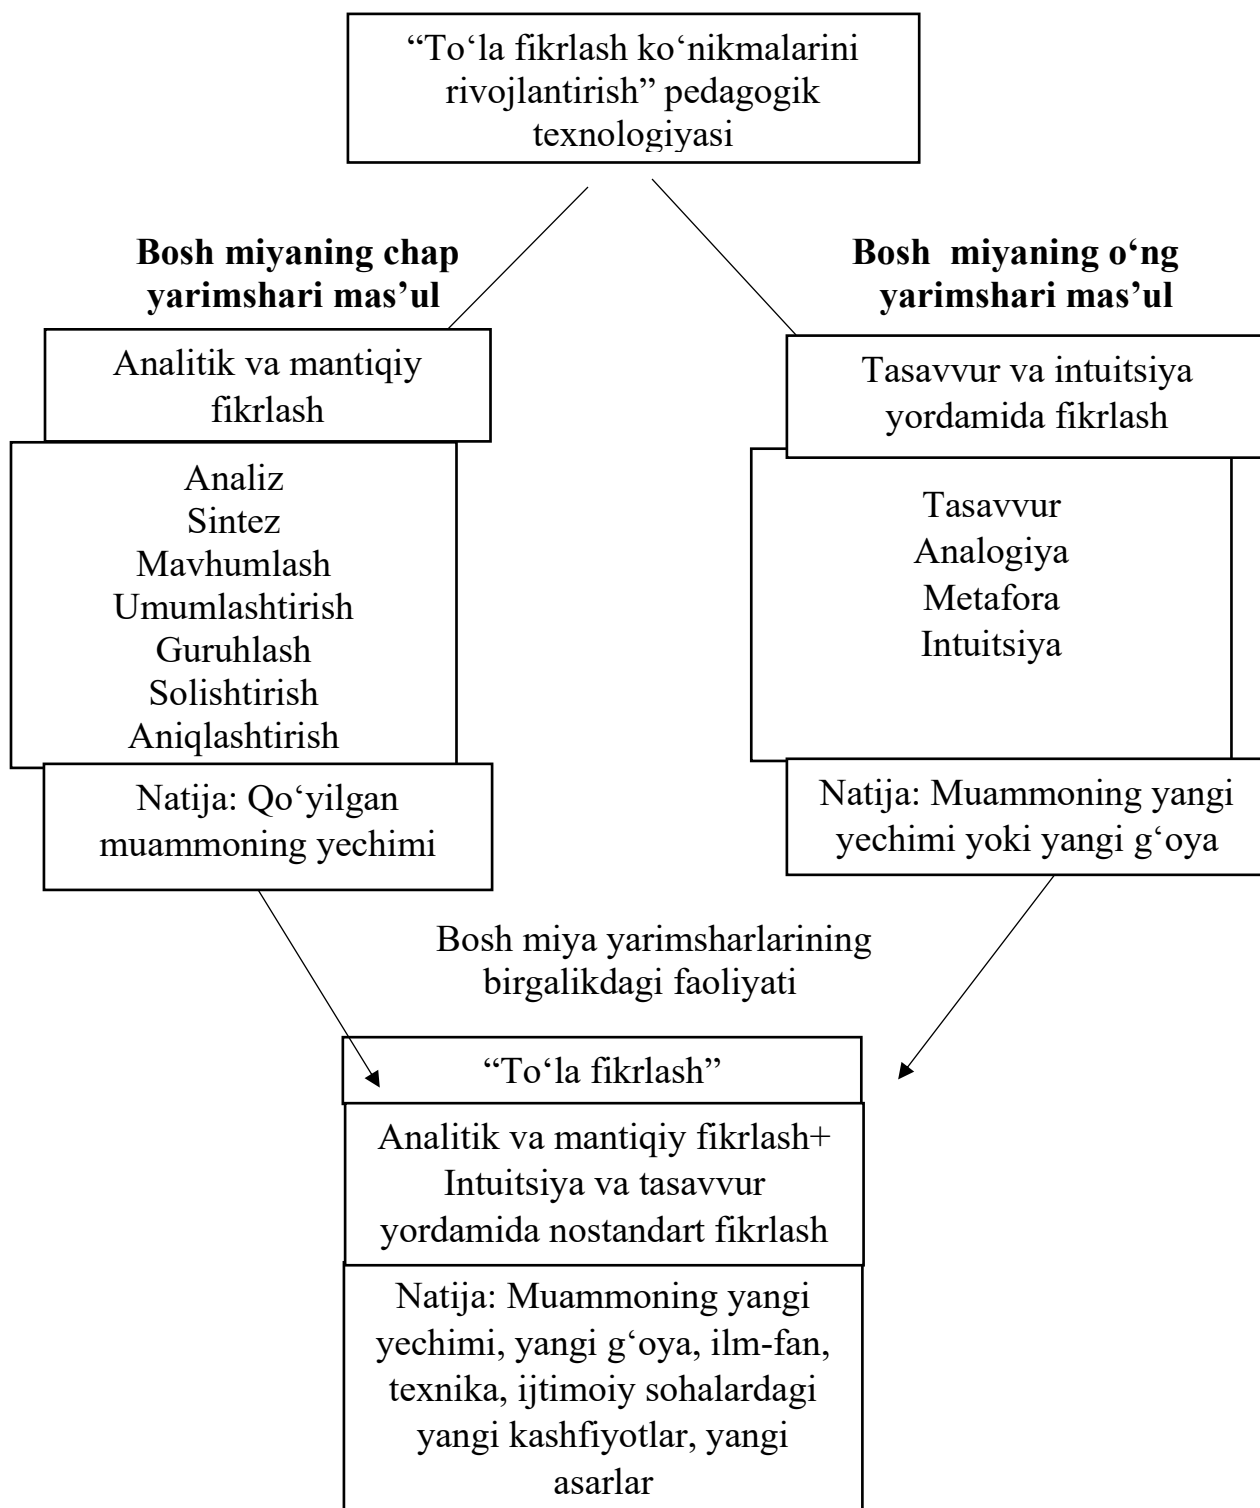 “To‘la fikrlash ko‘nikmalarini
rivojlantirish” pedagogik
texnologiyasi
Bosh miyaning chap
yarimshari mas’ul
Bosh miyaning o‘ng
yarimshari mas’ul
Analitik va mantiqiy
fikrlash
Tasavvur va intuitsiya
yordamida fikrlash
Analiz
Sintez
Mavhumlash
Umumlashtirish
Guruhlash
Solishtirish
Aniqlashtirish
Tasavvur
Analogiya
Metafora
Intuitsiya
Natija: Qo‘yilgan
muammoning yechimi
Natija: Muammoning yangi
yechimi yoki yangi g‘oya
Bosh miya yarimsharlarining
birgalikdagi faoliyati
“To‘la fikrlash”
Analitik va mantiqiy fikrlash+
Intuitsiya va tasavvur
yordamida nostandart fikrlash
Natija: Muammoning yangi
yechimi, yangi g‘oya, ilm-fan,
texnika, ijtimoiy sohalardagi
yangi kashfiyotlar, yangi
asarlar